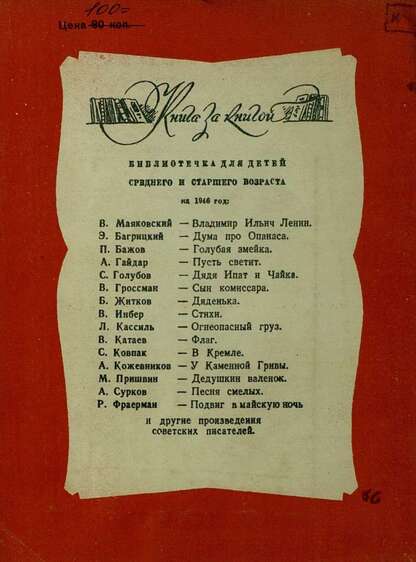 100=
Цена 80 коп.
Книга за книгой
БИБЛИОТЕЧКА ДЛЯ ДЕТЕЙ
СРЕДНЕГО И СТАРШЕГО ВОЗРАСТА
на 1946 год:
В. Маяковский — Владимир Ильич Ленин.
Э. Багрицкий — Дума про Опанаса.
П. Бажов — Голубая змейка.
А. Гайдар — Пусть светит.
С. Голубов — Дядя Ипат и Чайка.
В. Гроссман — Сын комиссара.
Б. Житков — Дяденька.
В. Инбер — Стихи.
Л. Кассиль — Огнеопасный груз.
В. Катаев — Флаг.
С. Ковпак — В Кремле.
А. Кожевников — У Каменной Гривы.
М. Пришвин — Дедушкин валенок.
А. Сурков — Песня смелых.
Р. Фраерман — Подвиг в майскую ночь
и другие произведения
советских писателей.